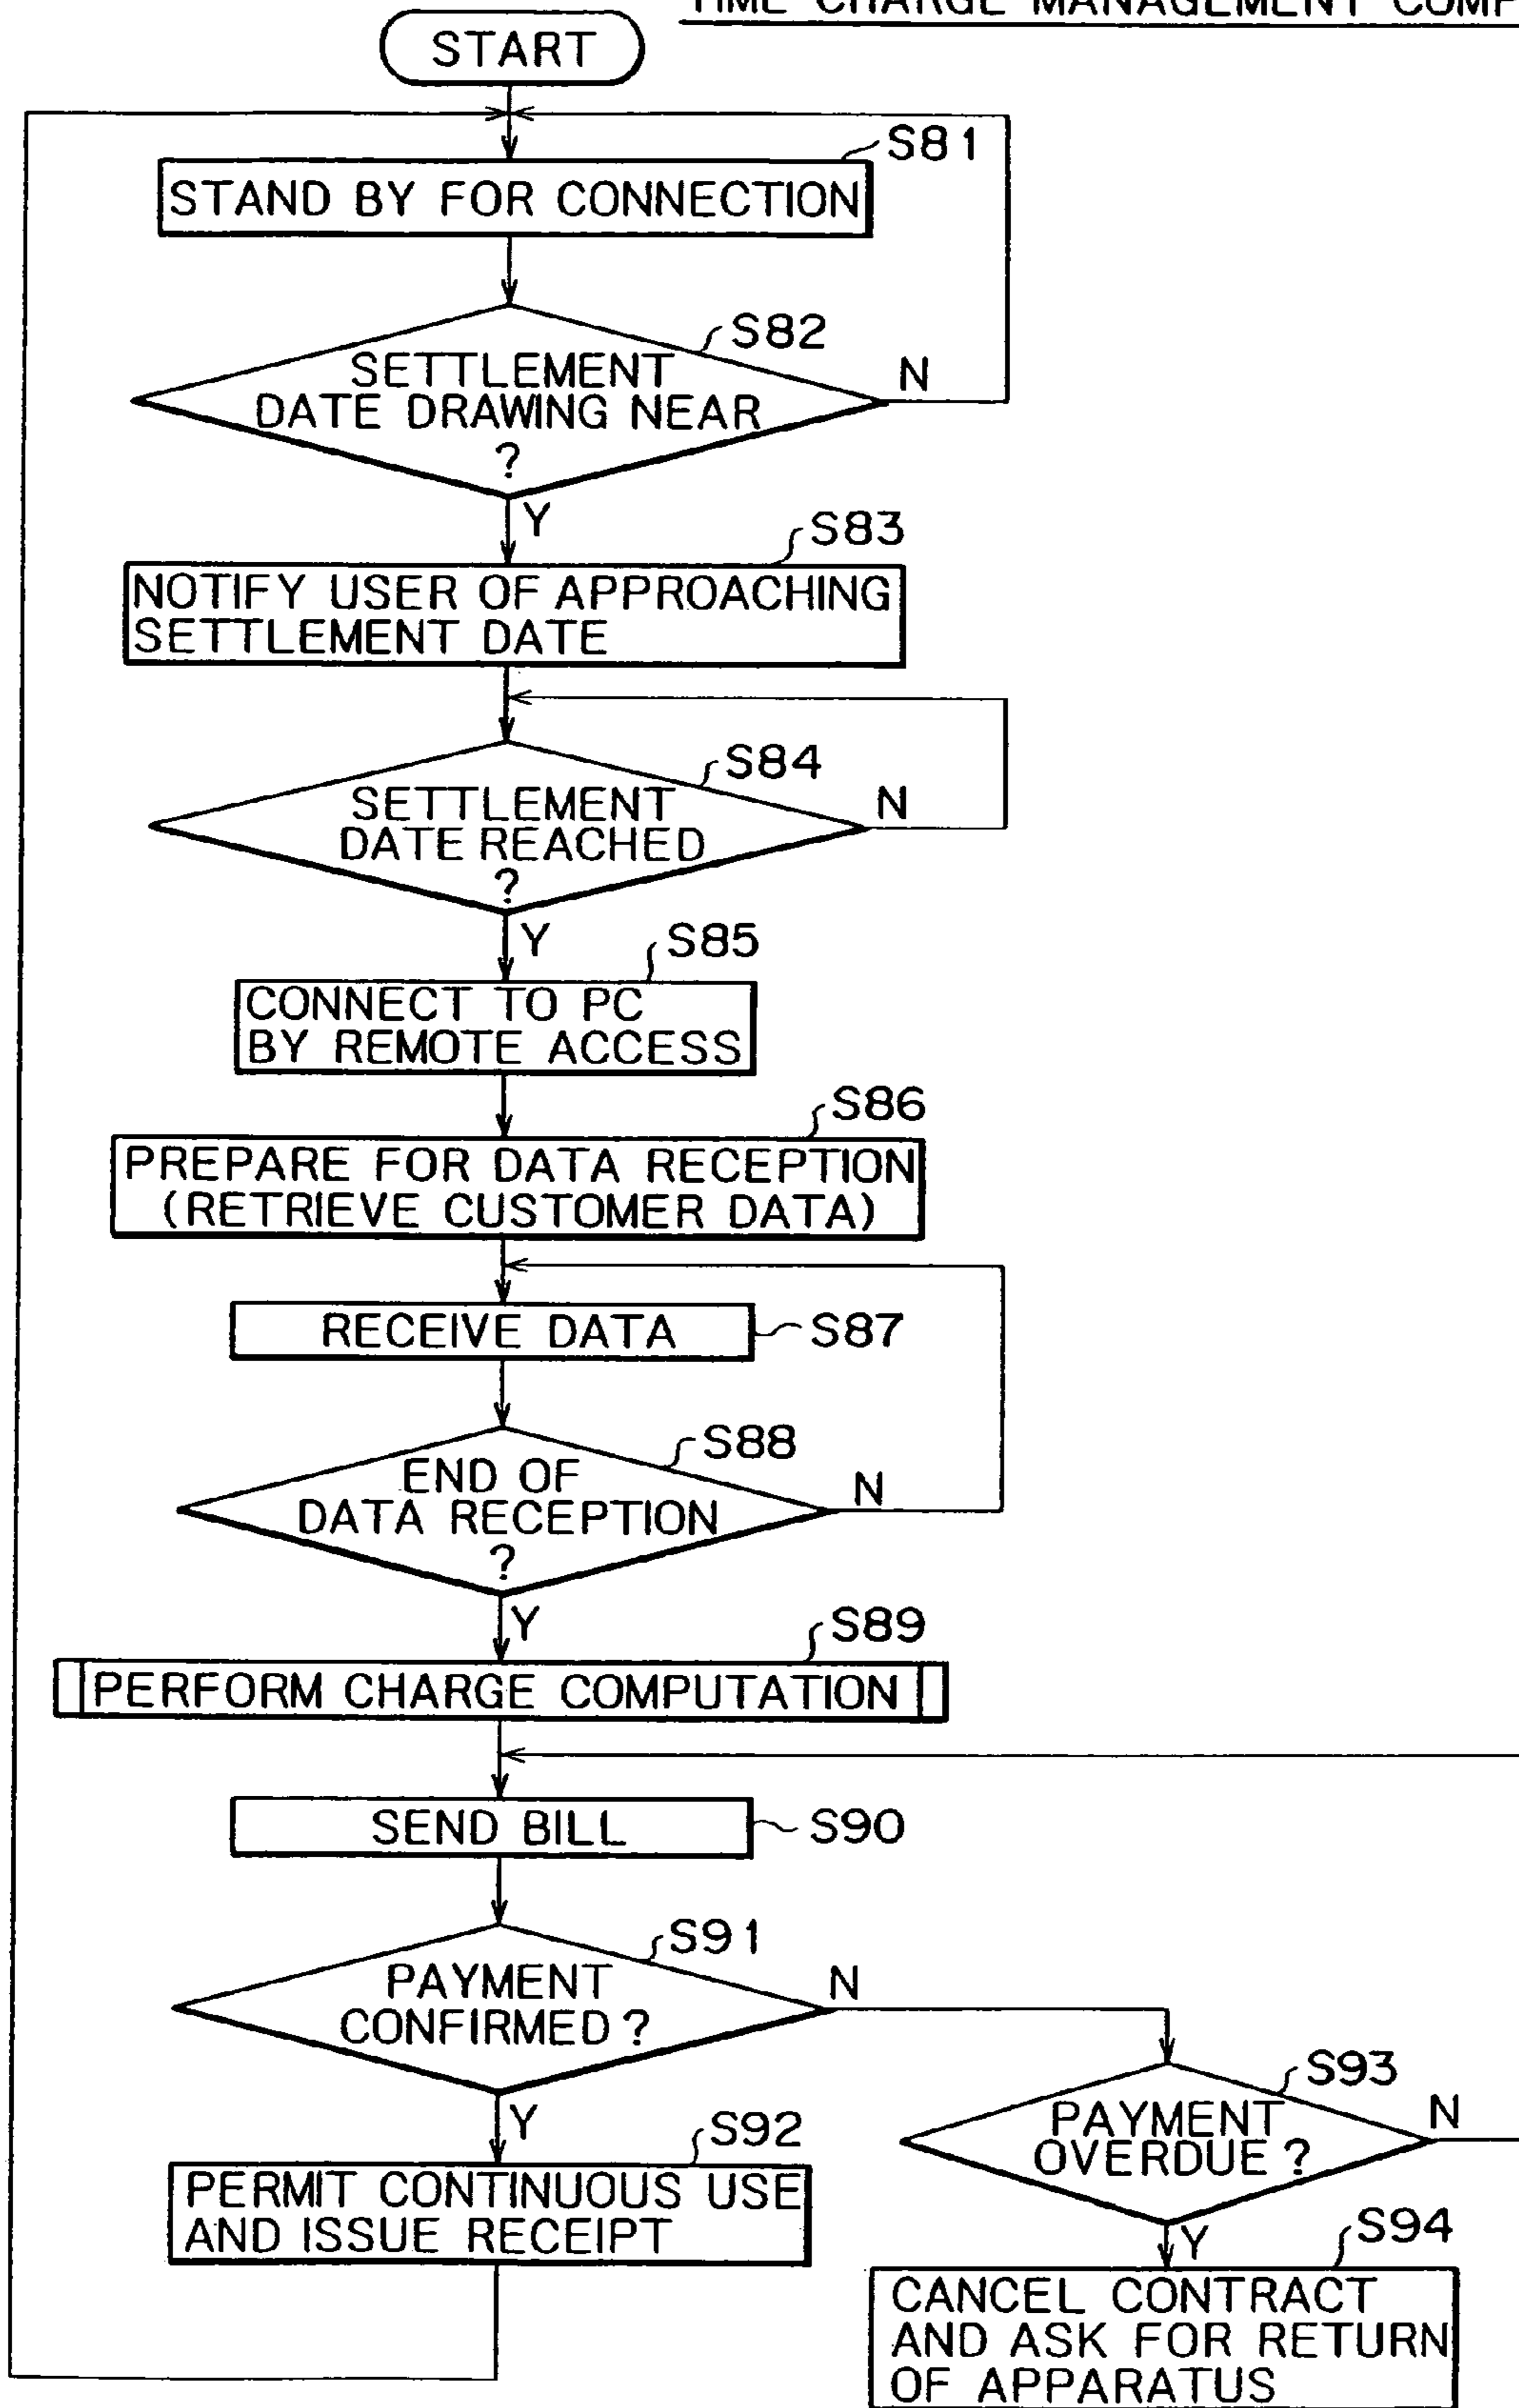 TIME CHARGE MANAGEMENT
START
S81
STAND BY FOR CONNECTION
S82
SETTLEMENT
DATE DRAWING NEAR
?
N
Y
S83
NOTIFY USER OF APPROACHING
SETTLEMENT DATE
S84
SETTLEMENT
DATE REACHED
?
N
Y
S85
CONNECT TO PC
BY REMOTE ACCESS
S86
PREPARE FOR DATA RECEPTION
(RETRIEVE CUSTOMER DATA)
RECEIVE DATA
S87
S88
END OF
DATA RECEPTION
?
N
Y
S89
PERFORM CHARGE COMPUTATION
SEND BILL
S90
S91
PAYMENT
CONFIRMED ?
N
Y
S92
PERMIT CONTINUOUS USE
AND ISSUE RECEIPT
S93
PAYMENT
OVERDUE ?
N
Y
S94
CANCEL CONTRACT
AND ASK FOR RETURN
OF APPARATUS